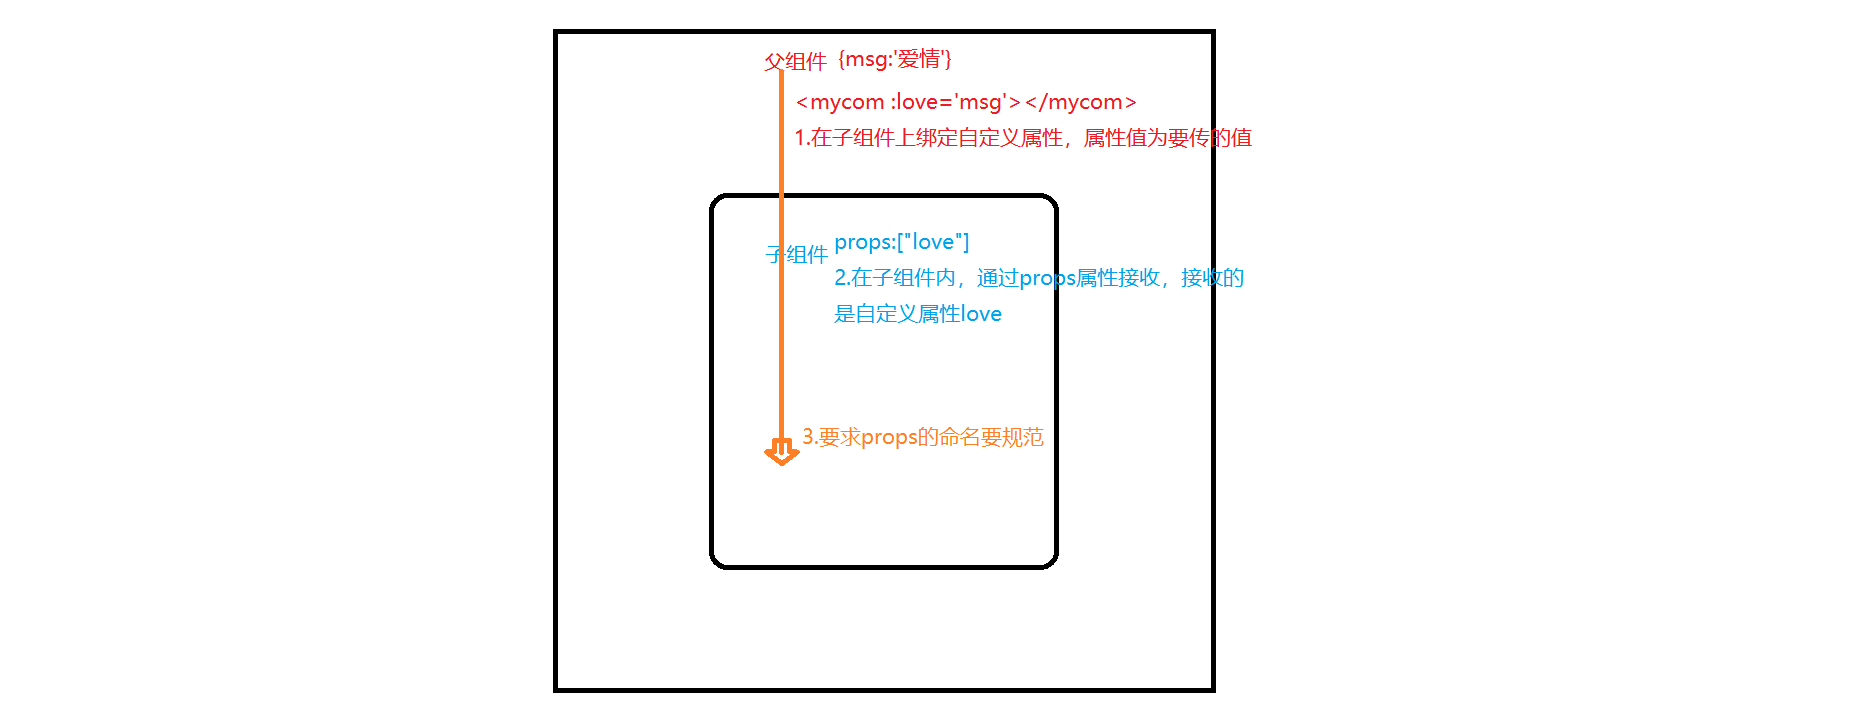 父组件 {msg:'爱情'}
<mycom :love='msg'></mycom>
1.在子组件上绑定自定义属性，属性值为要传的值
子组件 props:["love"]
2.在子组件内，通过props属性接收，接收的
是自定义属性love
3.要求props的命名要规范